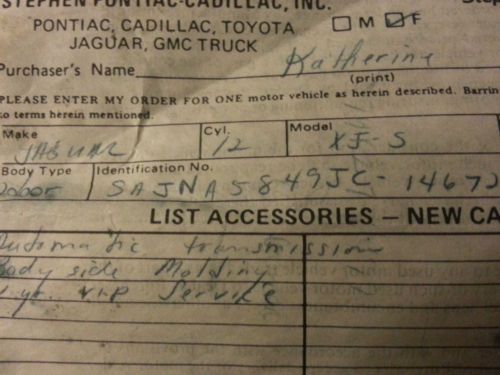 STEPHEN PONTIAC-CADILLAC, INC.
PONTIAC, CADILLAC, TOYOTA
JAGUAR, GMC TRUCK
M F
Purchaser's Name Katherine
(print)
PLEASE ENTER MY ORDER FOR ONE motor vehicle as herein described.
to terms herein mentioned.
Make Cyl. Model
JAGUAR 12 XJ-S
Body Type Identification No.
SAJNA5849JC-14672
LIST ACCESSORIES — NEW CA
Automatic transmission
Body side Molding
yr. VIP Service